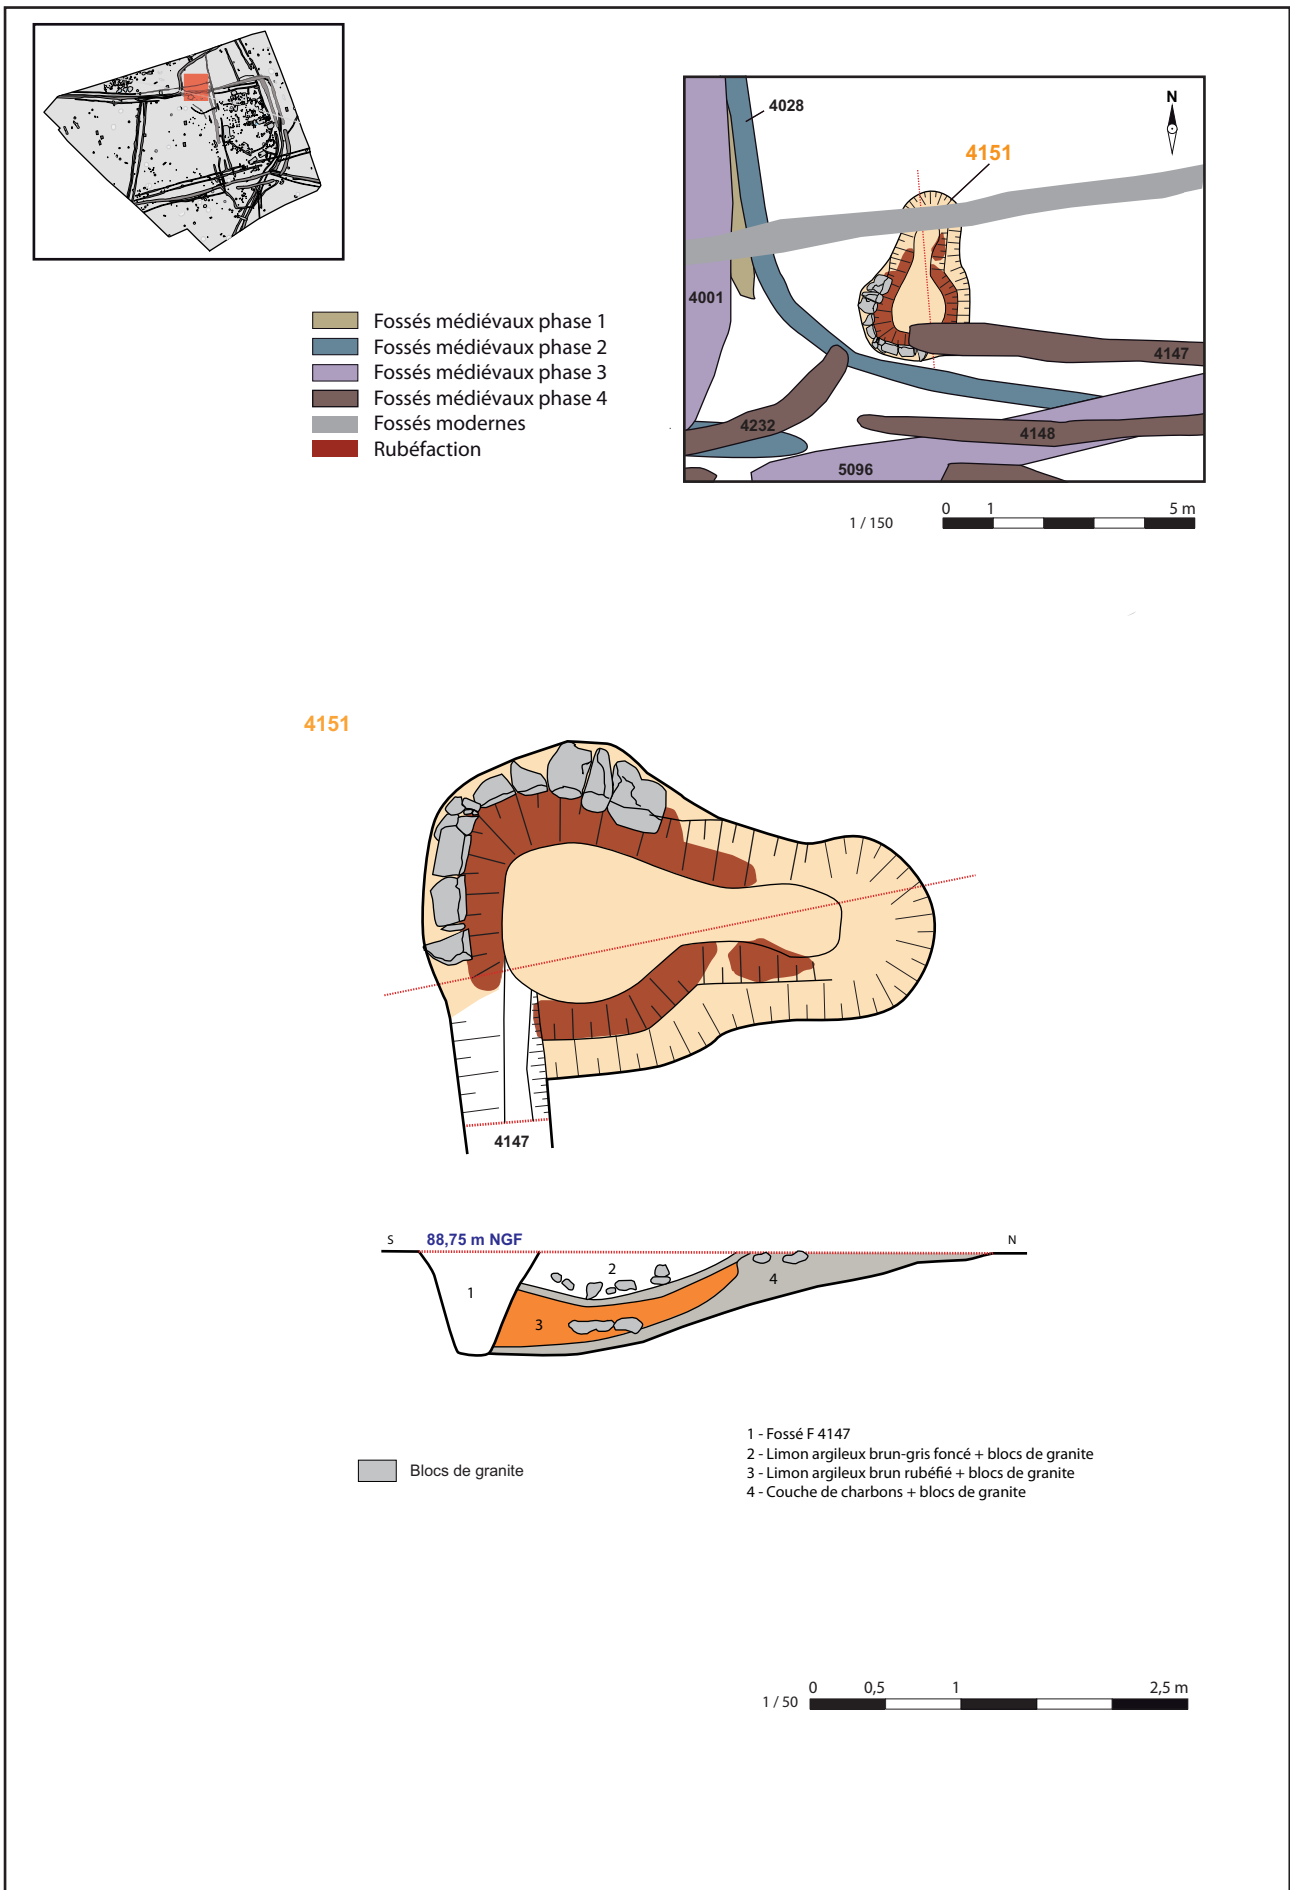 N
4028
4151
4001
4147
4232
4148
5096
Fossés médiévaux phase 1
Fossés médiévaux phase 2
Fossés médiévaux phase 3
Fossés médiévaux phase 4
Fossés modernes
Rubéfaction
0 1 5 m
1 / 150
4151
4147
S 88,75 m NGF N
1
2
3
4
Blocs de granite
1 - Fossé F 4147
2 - Limon argileux brun-gris foncé + blocs de granite
3 - Limon argileux brun rubéfié + blocs de granite
4 - Couche de charbons + blocs de granite
0 0,5 1 2,5 m
1 / 50